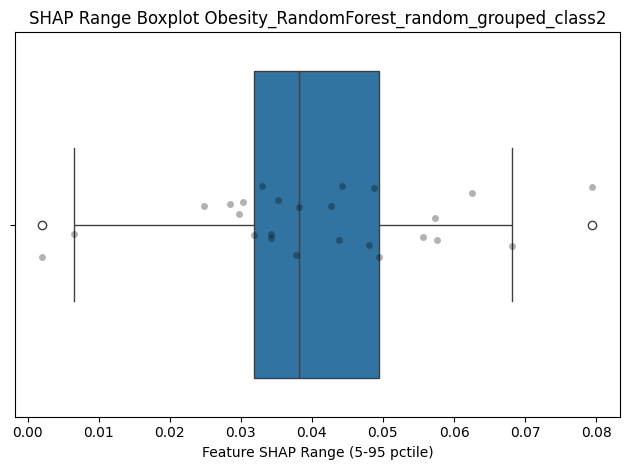 SHAP Range Boxplot Obesity_RandomForest_random_grouped_class2
0.00 0.01 0.02 0.03 0.04 0.05 0.06 0.07 0.08
Feature SHAP Range (5-95 pctile)